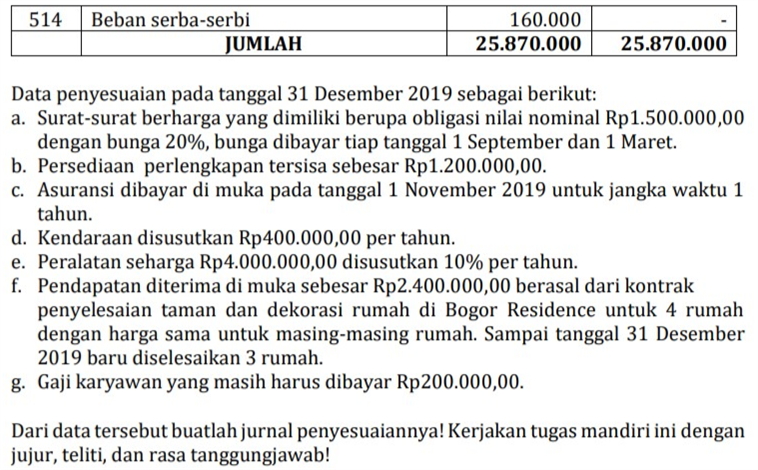 514 Beban serba-serbi 160.000 -
JUMLAH 25.870.000 25.870.000
Data penyesuaian pada tanggal 31 Desember 2019 sebagai berikut:
a. Surat-surat berharga yang dimiliki berupa obligasi nilai nominal Rp1.500.000,00
dengan bunga 20%, bunga dibayar tiap tanggal 1 September dan 1 Maret.
b. Persediaan perlengkapan tersisa sebesar Rp1.200.000,00.
c. Asuransi dibayar di muka pada tanggal 1 November 2019 untuk jangka waktu 1
tahun.
d. Kendaraan disusutkan Rp400.000,00 per tahun.
e. Peralatan seharga Rp4.000.000,00 disusutkan 10% per tahun.
f. Pendapatan diterima di muka sebesar Rp2.400.000,00 berasal dari kontrak
penyelesaian taman dan dekorasi rumah di Bogor Residence untuk 4 rumah
dengan harga sama untuk masing-masing rumah. Sampai tanggal 31 Desember
2019 baru diselesaikan 3 rumah.
g. Gaji karyawan yang masih harus dibayar Rp200.000,00.
Dari data tersebut buatlah jurnal penyesuaiannya! Kerjakan tugas mandiri ini dengan
jujur, teliti, dan rasa tanggungjawab!